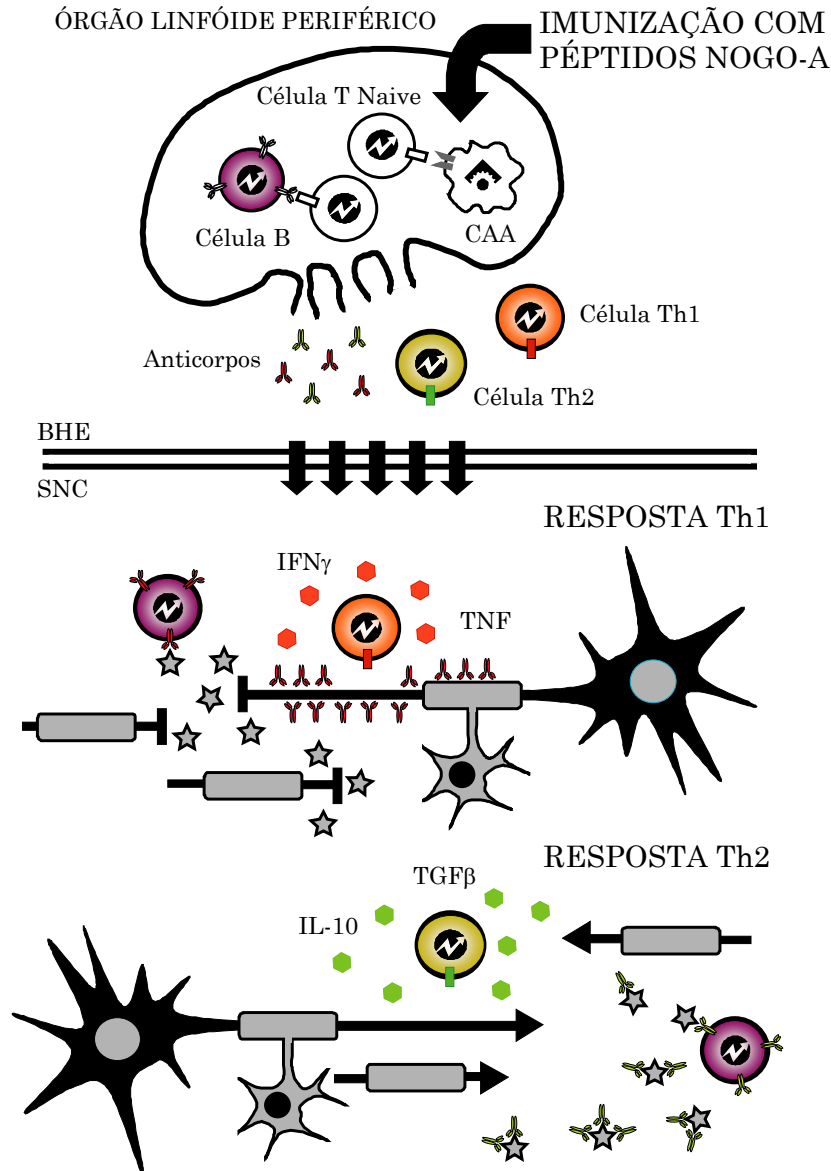 ÓRGÃO LINFÓIDE PERIFÉRICO
IMUNIZAÇÃO COM
PÉPTIDOS NOGO-A
Célula T Naive
Célula B
CAA
Célula Th1
Anticorpos
Célula Th2
BHE
SNC
RESPOSTA Th1
IFNγ
TNF
RESPOSTA Th2
TGFβ
IL-10